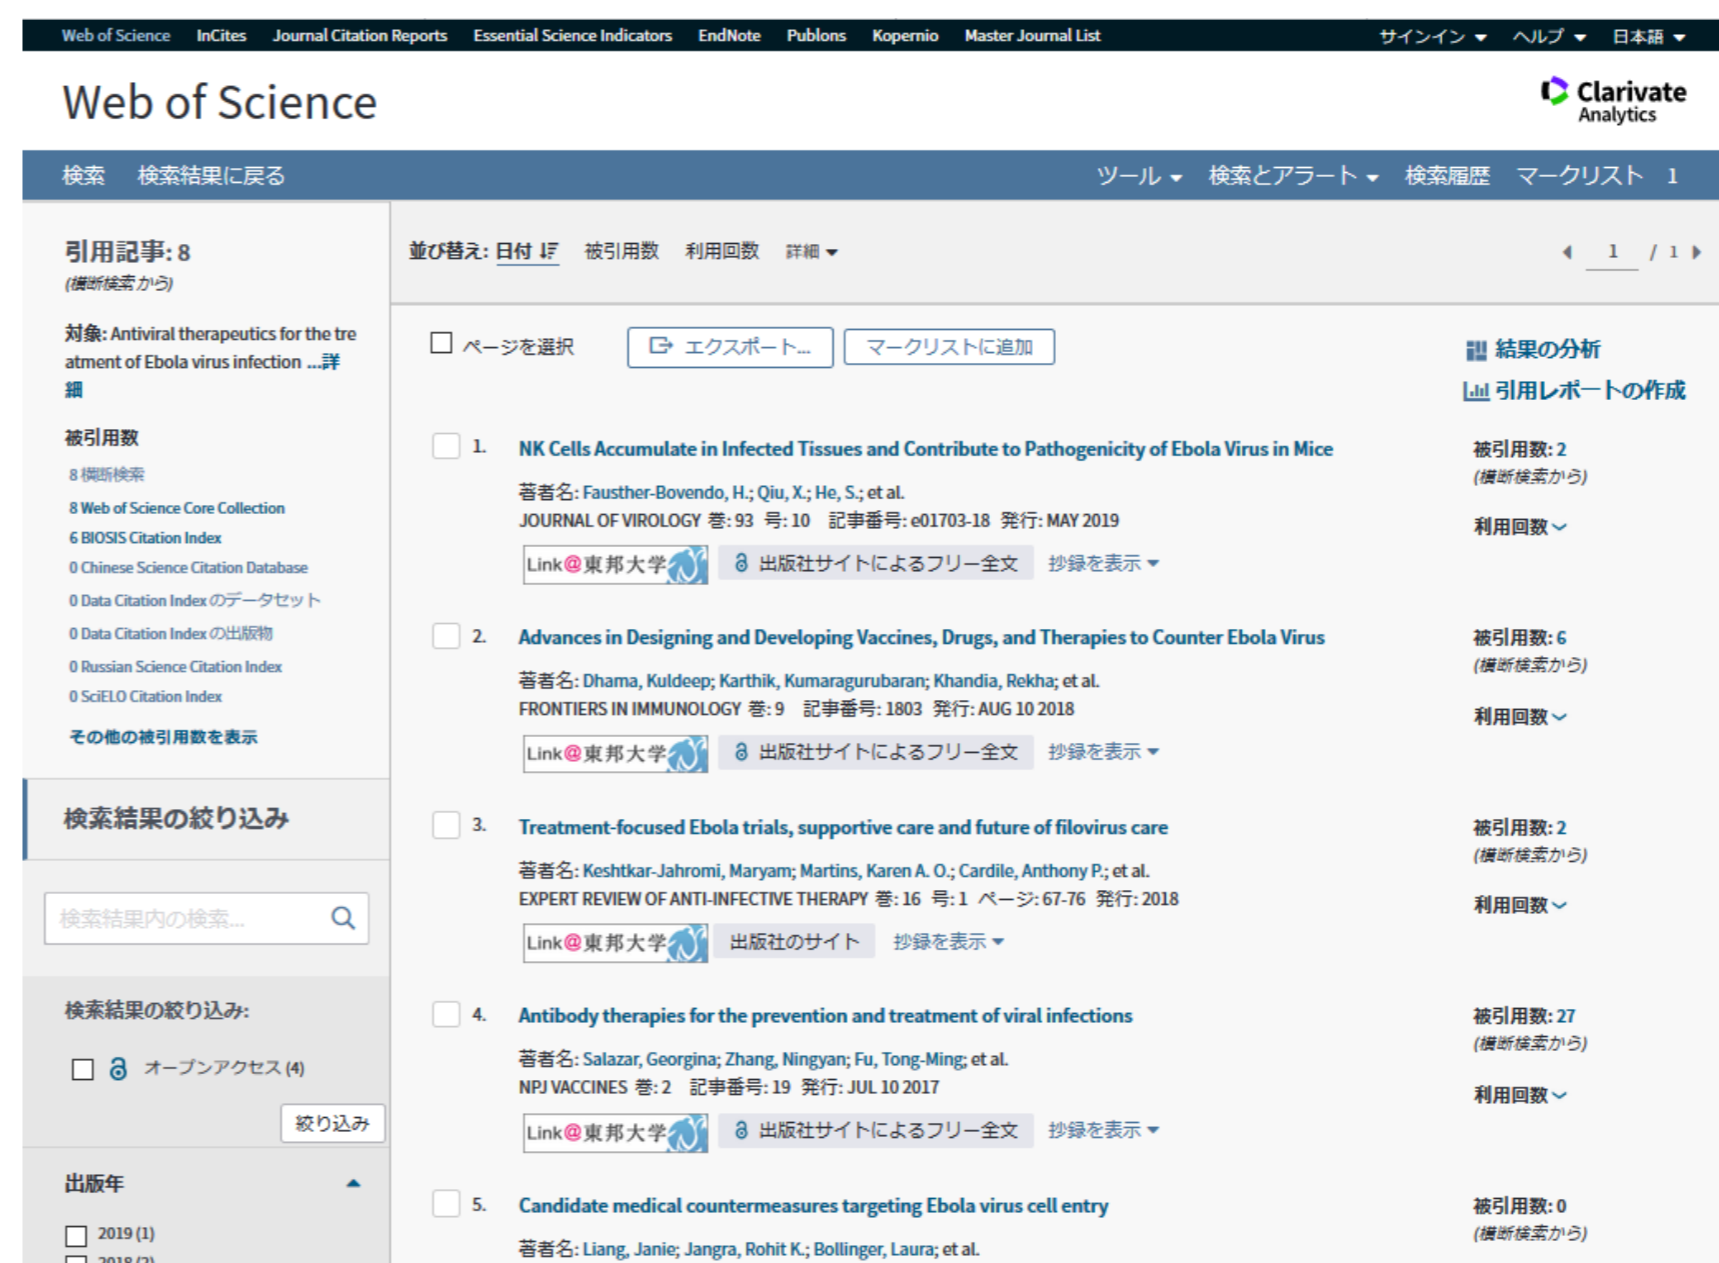 Web of Science InCites Journal Citation Reports Essential Science Indicators EndNote Publons Kopernio Master Journal List サインイン ヘルプ 日本語
Web of Science
Clarivate
Analytics
検索 検索結果に戻る ツール 検索とアラート 検索履歴 マークリスト 1
引用記事: 8
(横断検索から)
対象: Antiviral therapeutics for the tre
atment of Ebola virus infection ...詳
細
被引用数
8 横断検索
8 Web of Science Core Collection
6 BIOSIS Citation Index
0 Chinese Science Citation Database
0 Data Citation Index のデータセット
0 Data Citation Index の出版物
0 Russian Science Citation Index
0 SciELO Citation Index
その他の被引用数を表示
検索結果の絞り込み
検索結果内の検索...
検索結果の絞り込み:
オープンアクセス (4)
絞り込み
出版年
2019 (1)
2018 (2)
並び替え: 日付 被引用数 利用回数 詳細
1 / 1
ページを選択 エクスポート... マークリストに追加
結果の分析
引用レポートの作成
1. NK Cells Accumulate in Infected Tissues and Contribute to Pathogenicity of Ebola Virus in Mice
著者名: Fausther-Bovendo, H.; Qiu, X.; He, S.; et al.
JOURNAL OF VIROLOGY 巻: 93 号: 10 記事番号: e01703-18 発行: MAY 2019
Link@東邦大学 出版社サイトによるフリー全文 抄録を表示
被引用数: 2
(横断検索から)
利用回数
2. Advances in Designing and Developing Vaccines, Drugs, and Therapies to Counter Ebola Virus
著者名: Dhama, Kuldeep; Karthik, Kumaragurubaran; Khandia, Rekha; et al.
FRONTIERS IN IMMUNOLOGY 巻: 9 記事番号: 1803 発行: AUG 10 2018
Link@東邦大学 出版社サイトによるフリー全文 抄録を表示
被引用数: 6
(横断検索から)
利用回数
3. Treatment-focused Ebola trials, supportive care and future of filovirus care
著者名: Keshtkar-Jahromi, Maryam; Martins, Karen A. O.; Cardile, Anthony P.; et al.
EXPERT REVIEW OF ANTI-INFECTIVE THERAPY 巻: 16 号: 1 ページ: 67-76 発行: 2018
Link@東邦大学 出版社のサイト 抄録を表示
被引用数: 2
(横断検索から)
利用回数
4. Antibody therapies for the prevention and treatment of viral infections
著者名: Salazar, Georgina; Zhang, Ningyan; Fu, Tong-Ming; et al.
NPJ VACCINES 巻: 2 記事番号: 19 発行: JUL 10 2017
Link@東邦大学 出版社サイトによるフリー全文 抄録を表示
被引用数: 27
(横断検索から)
利用回数
5. Candidate medical countermeasures targeting Ebola virus cell entry
著者名: Liang, Janie; Jangra, Rohit K.; Bollinger, Laura; et al.
被引用数: 0
(横断検索から)